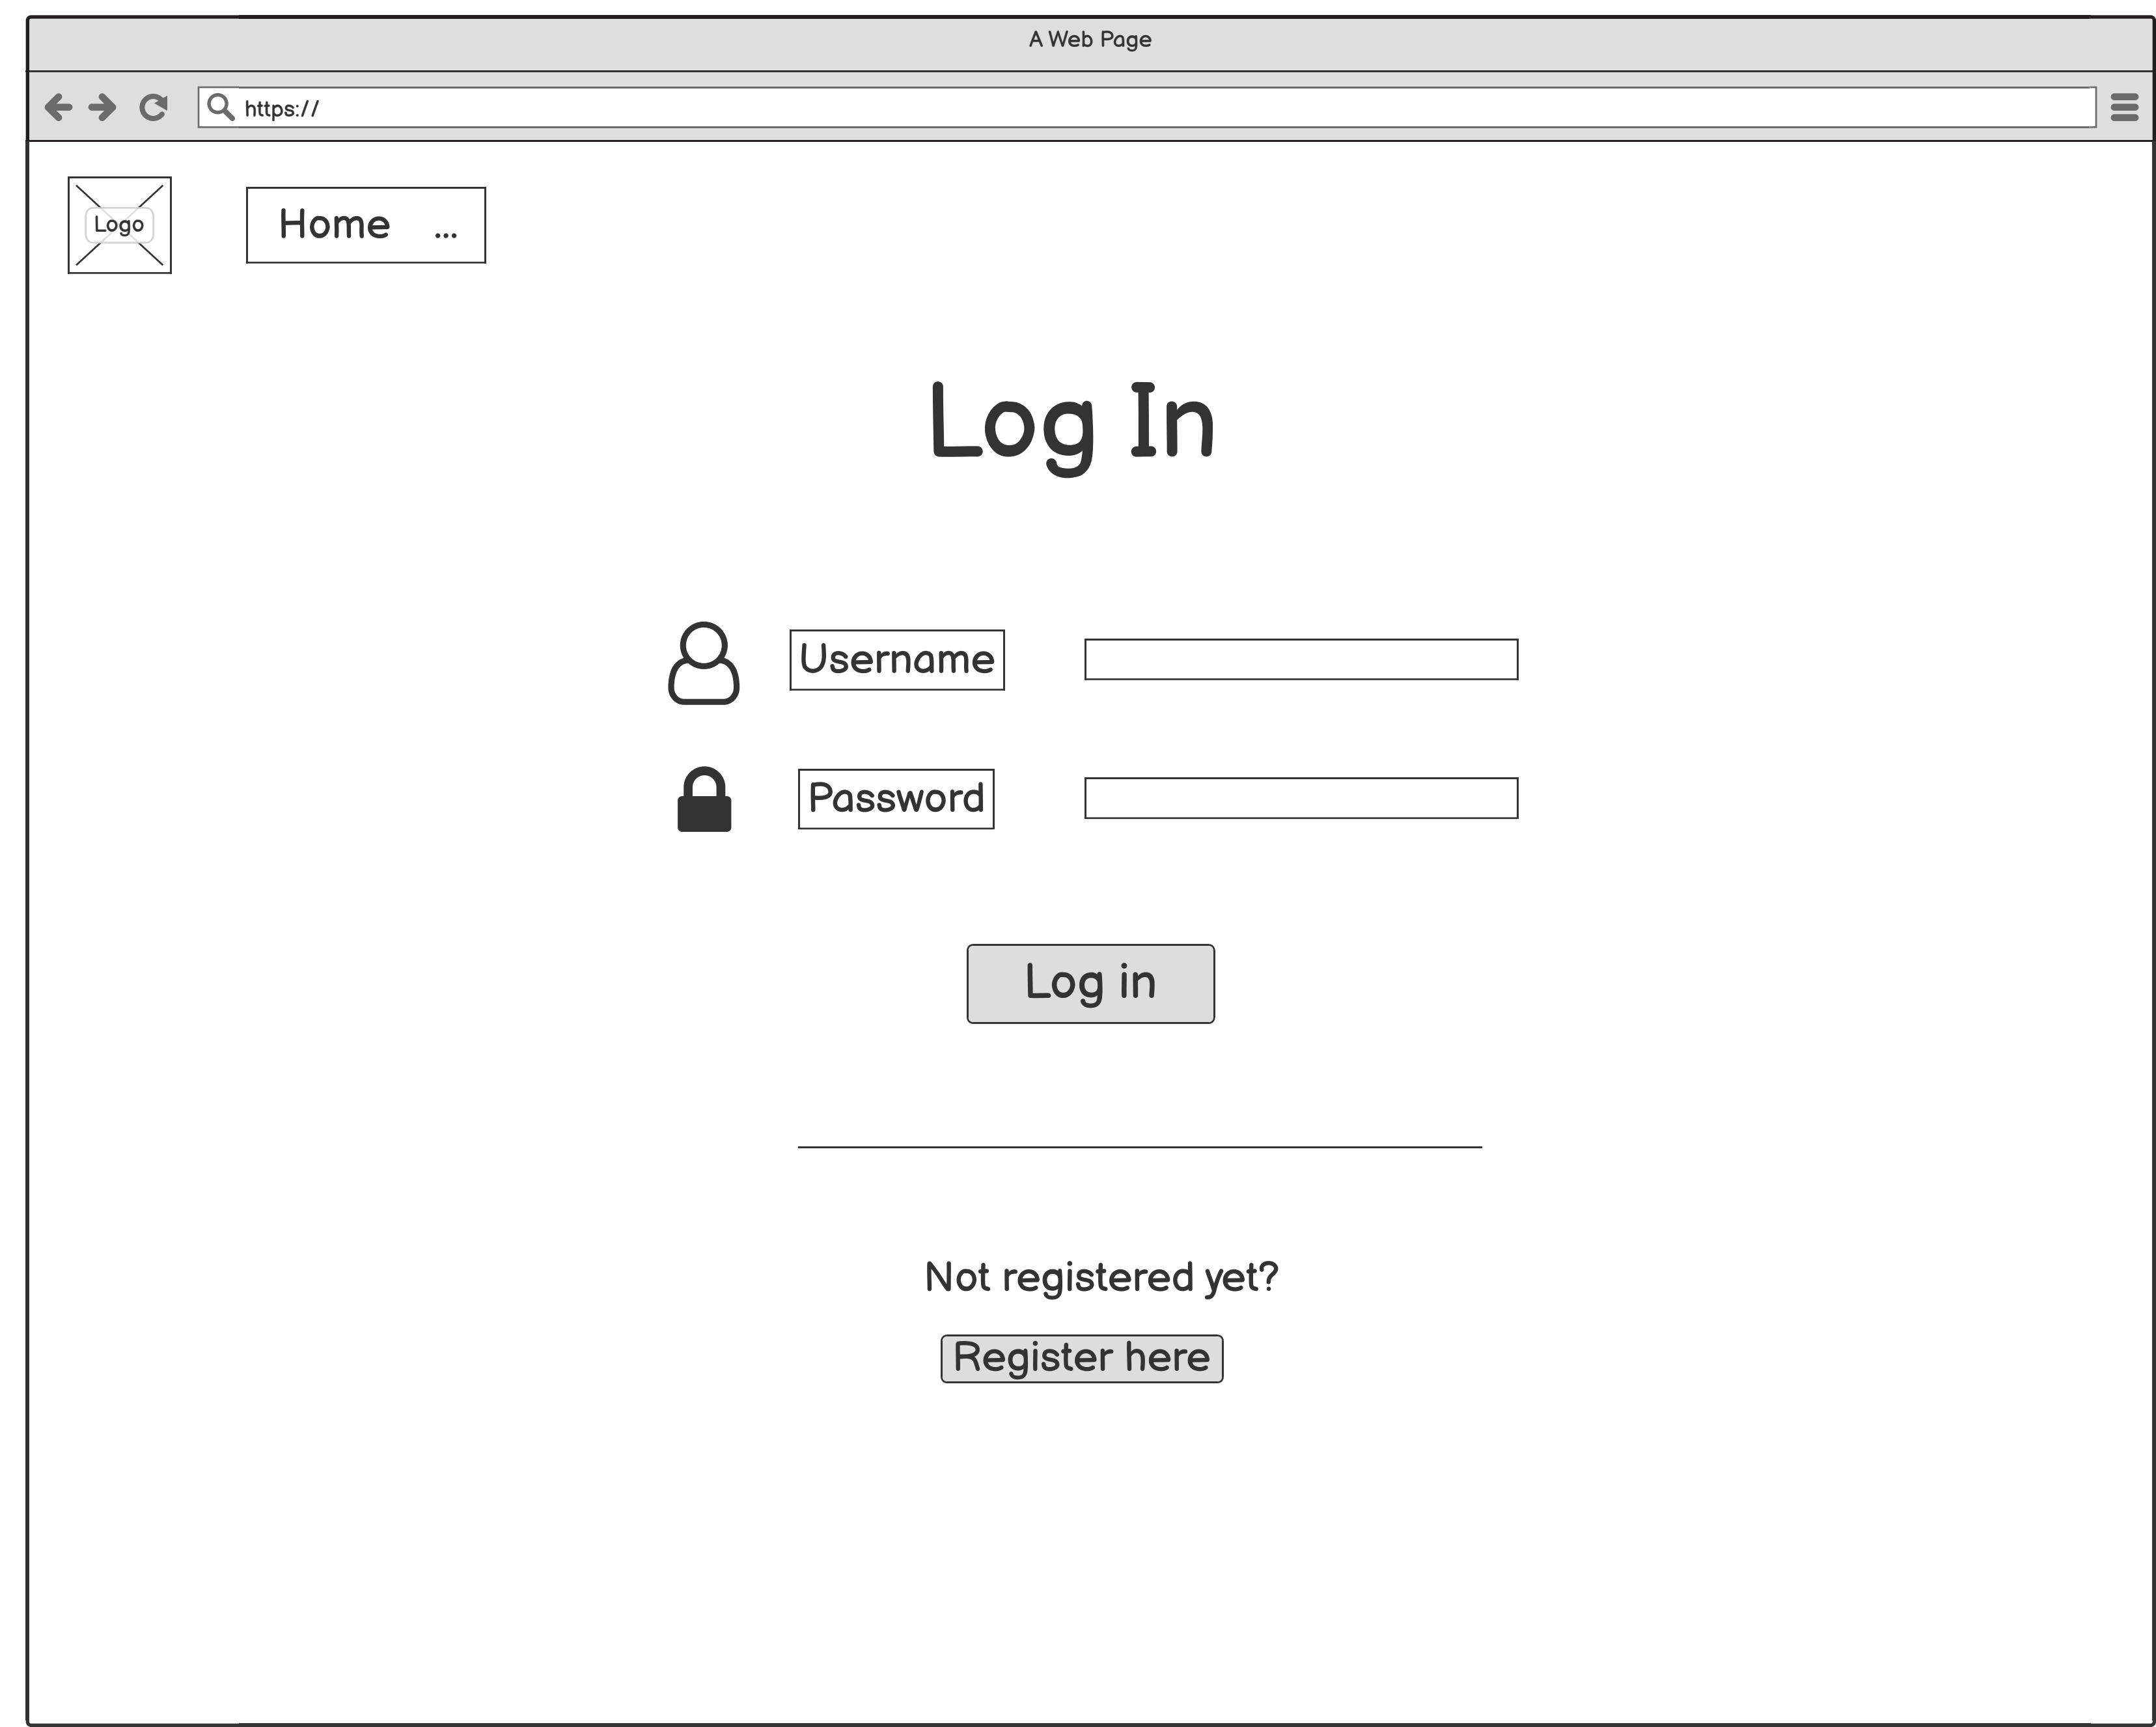 A Web Page
https://
Logo
Home ...
Log In
Username
Password
Log in
Not registered yet?
Register here